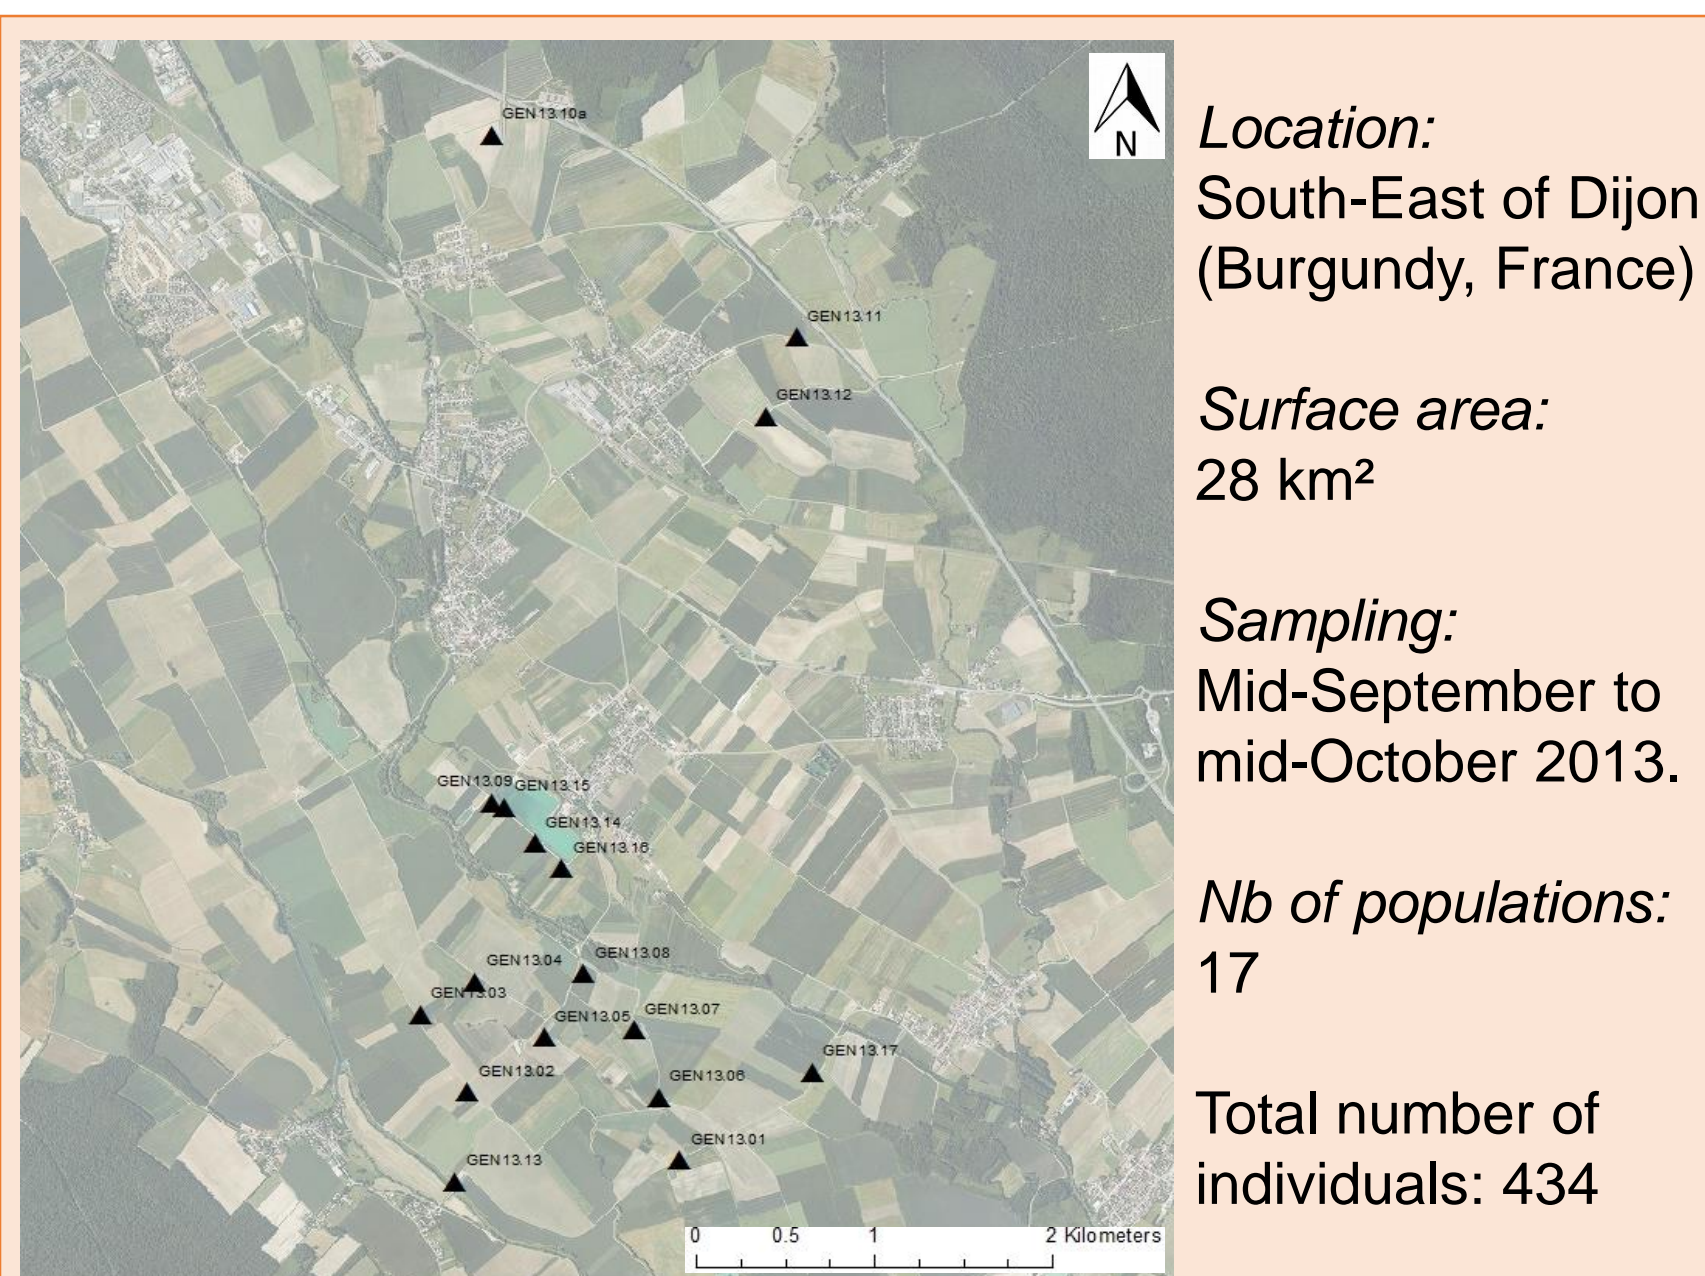 GEN13.10a
N
GEN13.11
GEN13.12
GEN13.09
GEN13.15
GEN13.14
GEN13.16
GEN13.04
GEN13.08
GEN13.03
GEN13.05
GEN13.07
GEN13.17
GEN13.02
GEN13.06
GEN13.01
GEN13.13
0 0.5 1 2 Kilometers
Location:
South-East of Dijon
(Burgundy, France)
Surface area:
28 km²
Sampling:
Mid-September to
mid-October 2013.
Nb of populations:
17
Total number of
individuals: 434